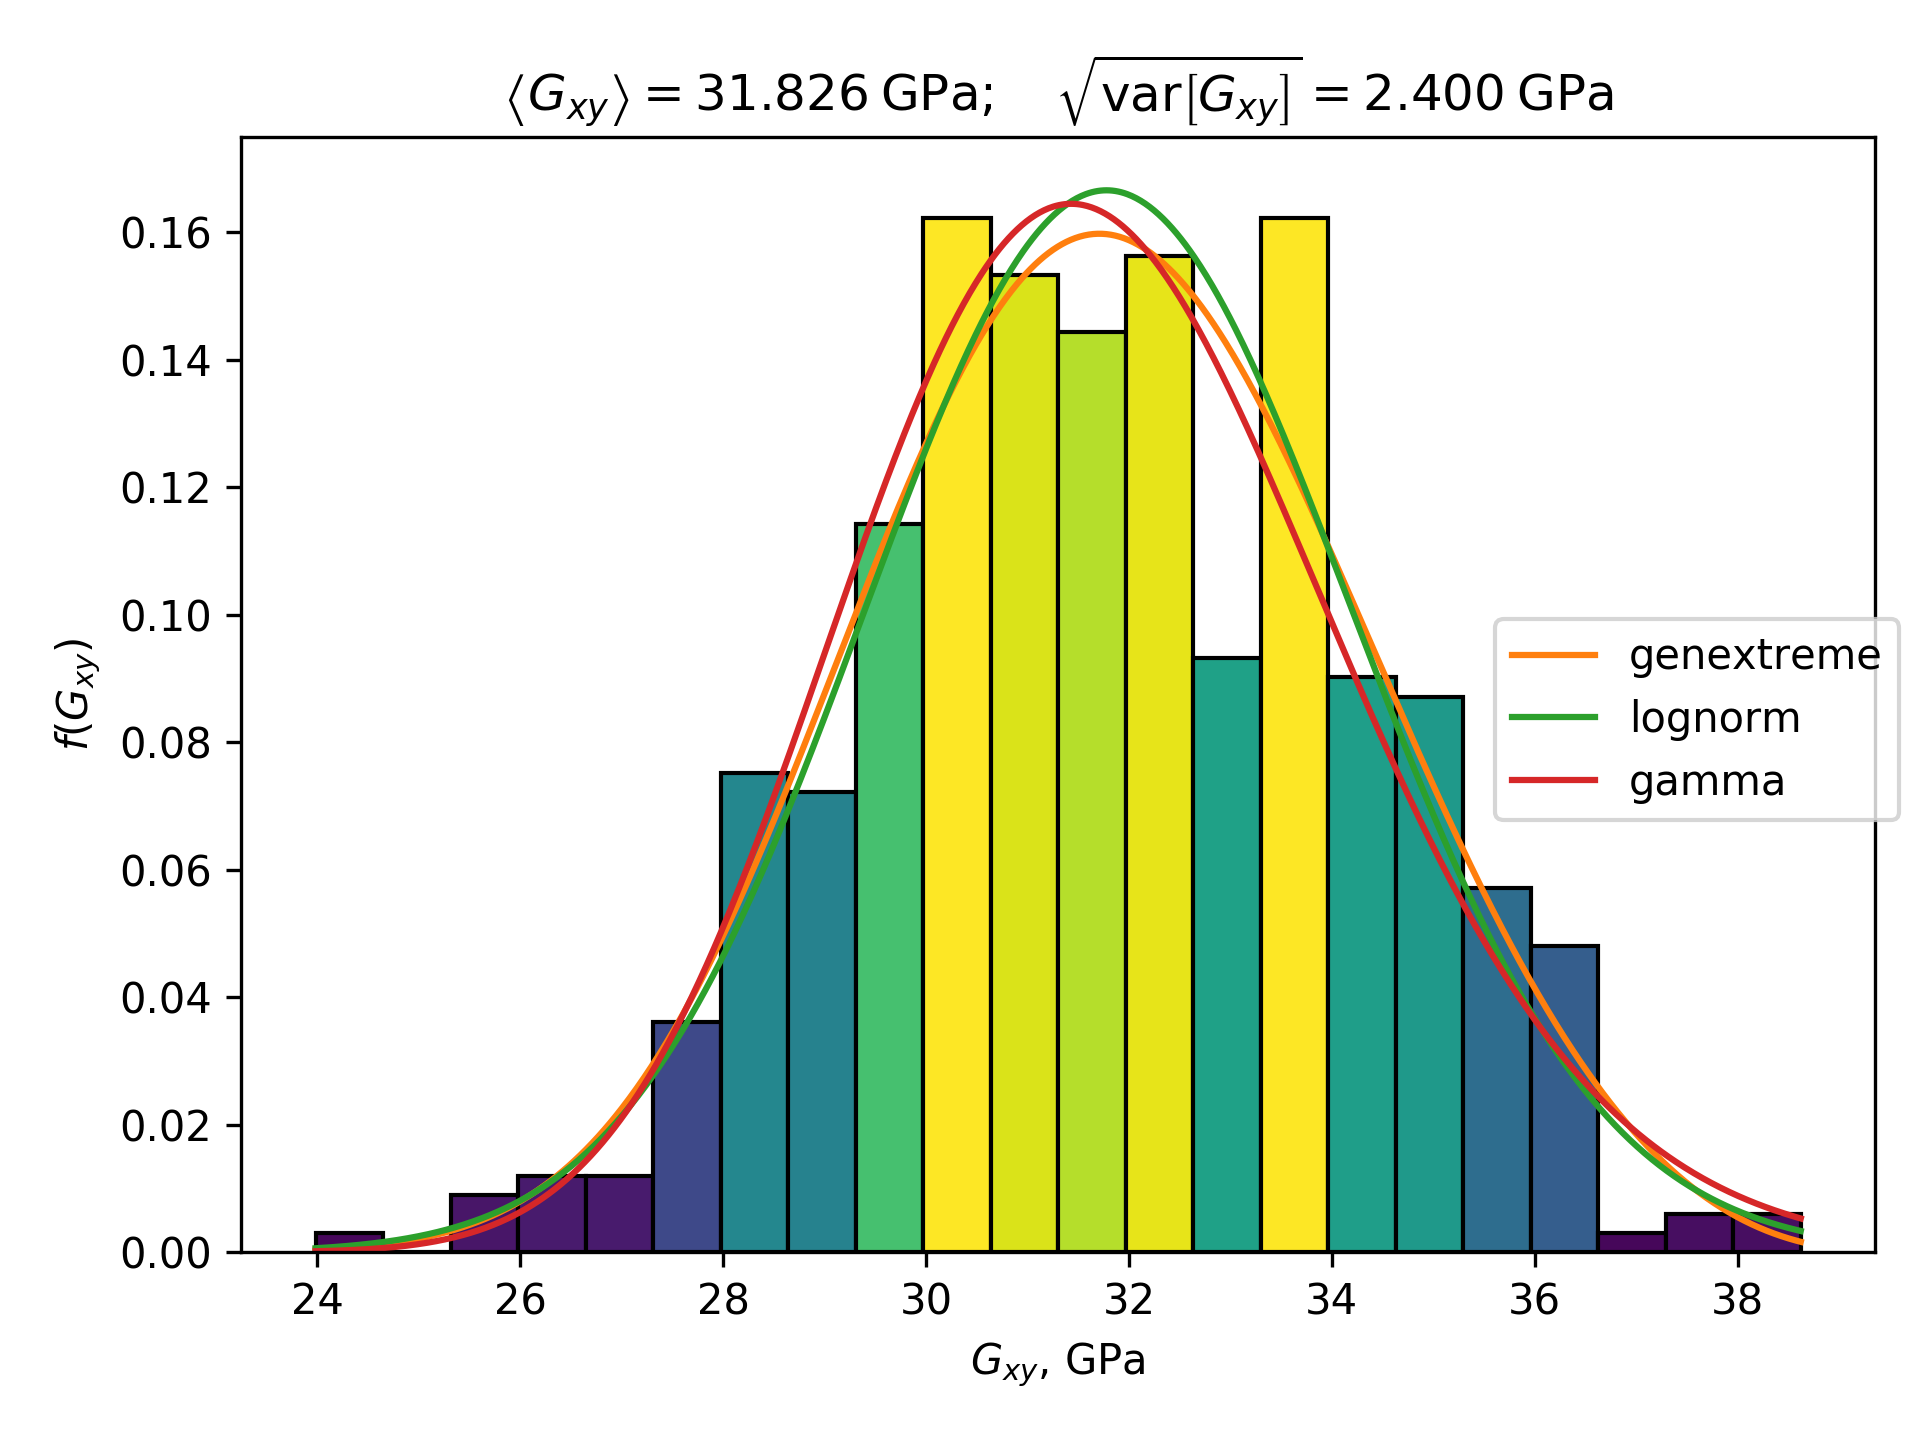 ⟨G_xy⟩ = 31.826 GPa; √var[G_xy] = 2.400 GPa
f(G_xy)
0.16
0.14
0.12
0.10
0.08
0.06
0.04
0.02
0.00
genextreme
lognorm
gamma
24 26 28 30 32 34 36 38
G_xy, GPa